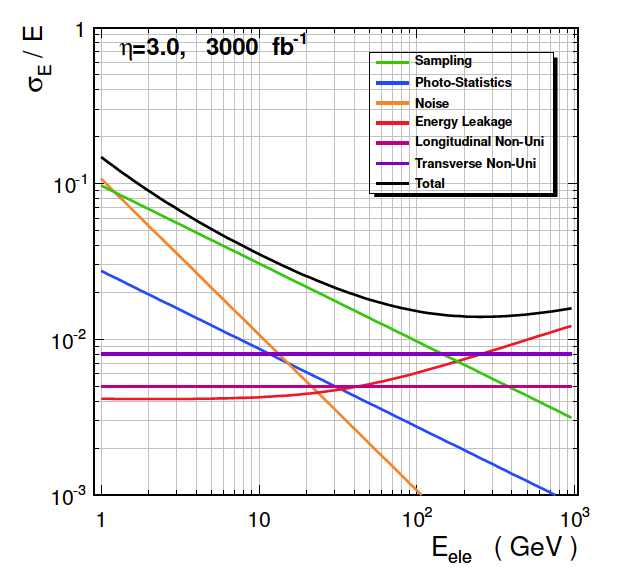 η=3.0, 3000 fb⁻¹
σE / E
Sampling
Photo-Statistics
Noise
Energy Leakage
Longitudinal Non-Uni
Transverse Non-Uni
Total
1
10⁻¹
10⁻²
10⁻³
1 10 10² 10³
Eele ( GeV )